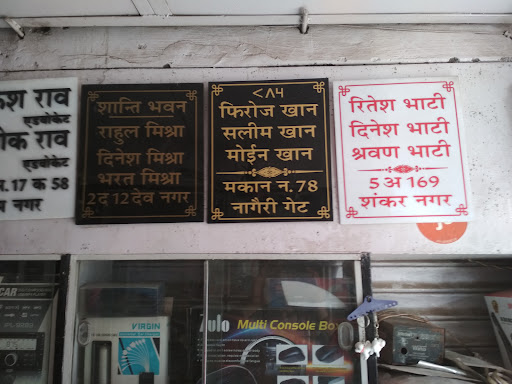 श राव
एडवोकेट
ोक राव
एडवोकेट
न. 17 क 58
नगर
शान्ति भवन
राहुल मिश्रा
दिनेश मिश्रा
भरत मिश्रा
2 द 12 देव नगर
फिरोज खान
सलीम खान
मोईन खान
मकान न. 78
नागैरी गेट
रितेश भाटी
दिनेश भाटी
श्रवण भाटी
5 अ 169
शंकर नगर
CAR
VIRGIN
Multi Console Box